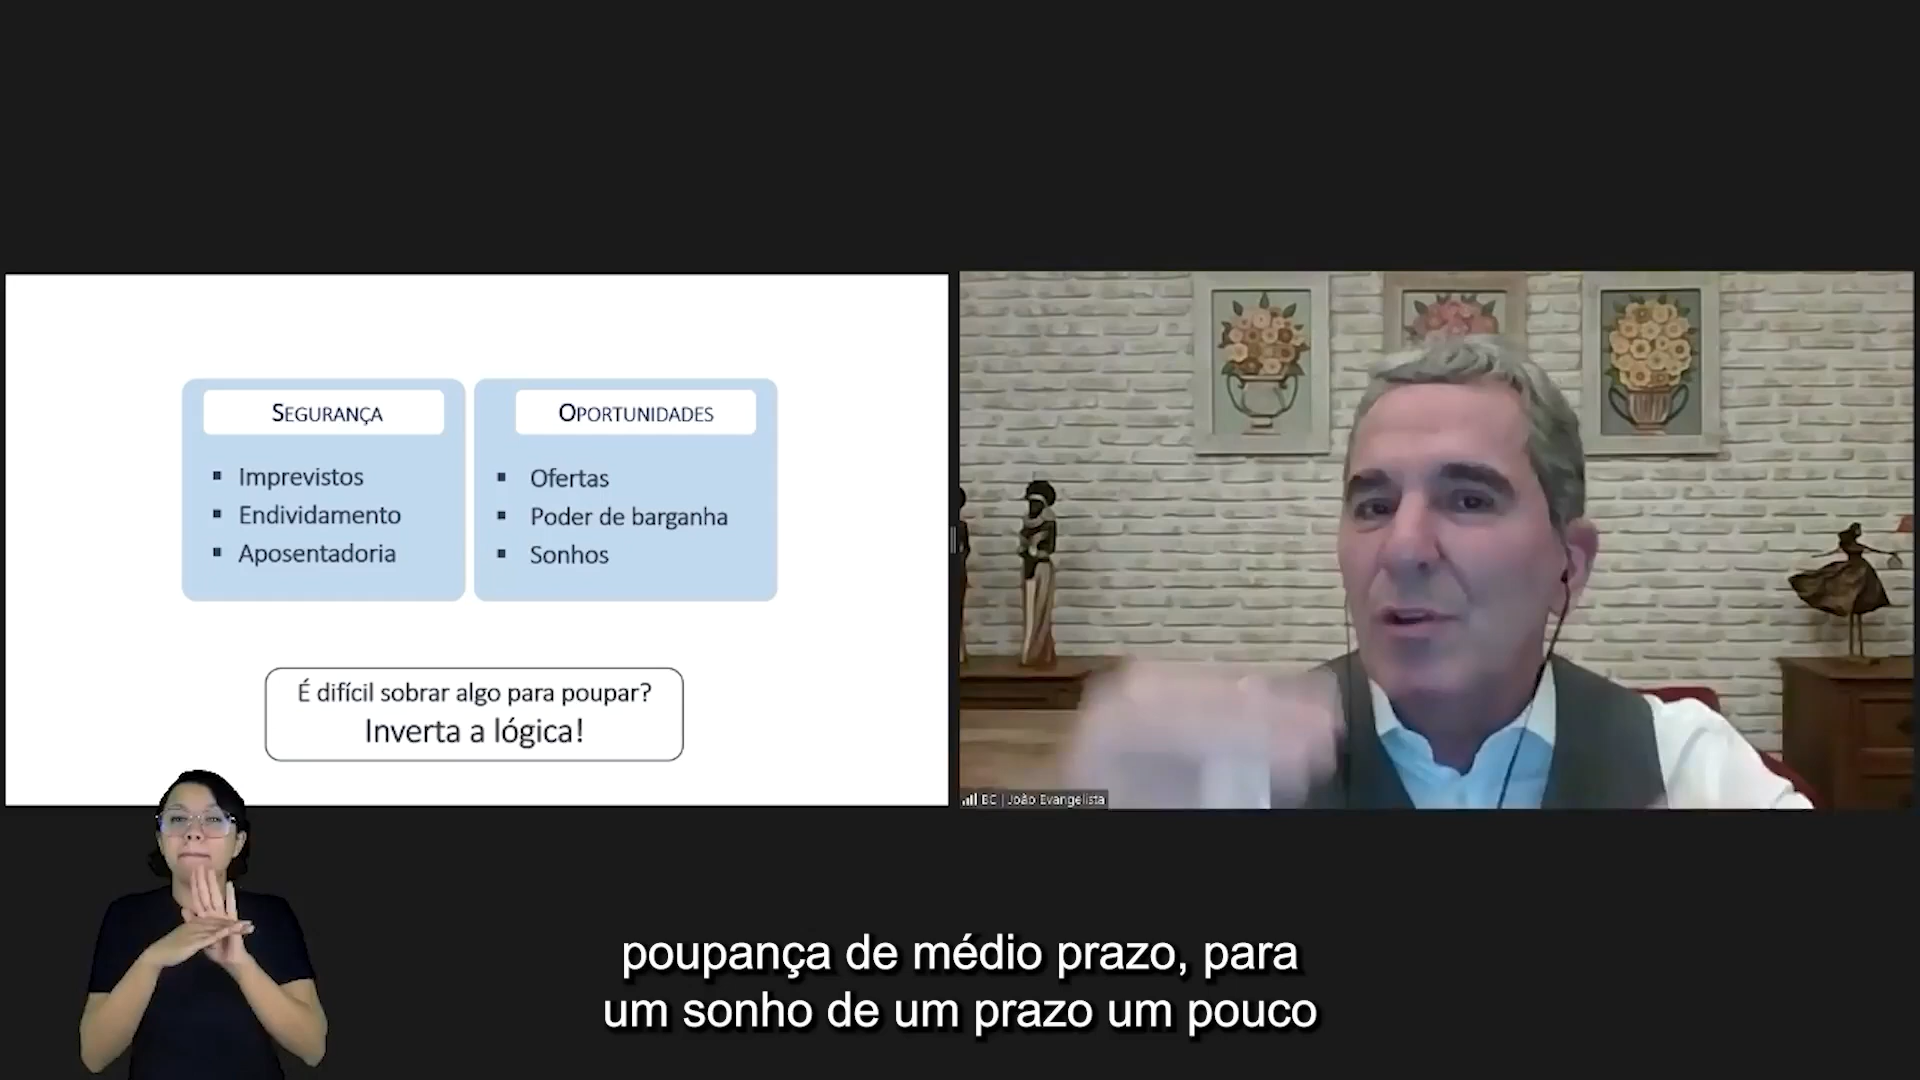 SEGURANÇA
▪ Imprevistos
▪ Endividamento
▪ Aposentadoria
OPORTUNIDADES
▪ Ofertas
▪ Poder de barganha
▪ Sonhos
É difícil sobrar algo para poupar?
Inverta a lógica!
BC | João Evangelista
poupança de médio prazo, para
um sonho de um prazo um pouco